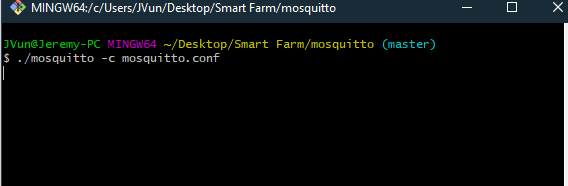 MINGW64:/c/Users/JVun/Desktop/Smart Farm/mosquitto
JVun@Jeremy-PC MINGW64 ~/Desktop/Smart Farm/mosquitto (master)
$ ./mosquitto -c mosquitto.conf